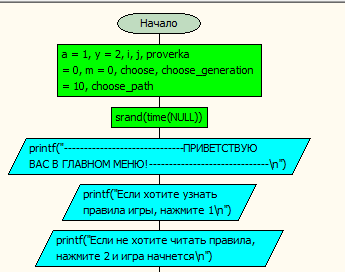 Начало
a = 1, y = 2, i, j, proverka
= 0, m = 0, choose, choose_generation
= 10, choose_path
srand(time(NULL))
printf("------------------------------ПРИВЕТСТВУЮ
ВАС В ГЛАВНОМ МЕНЮ!------------------------------\n")
printf("Если хотите узнать
правила игры, нажмите 1\n")
printf("Если не хотите читать правила,
нажмите 2 и игра начнется\n")